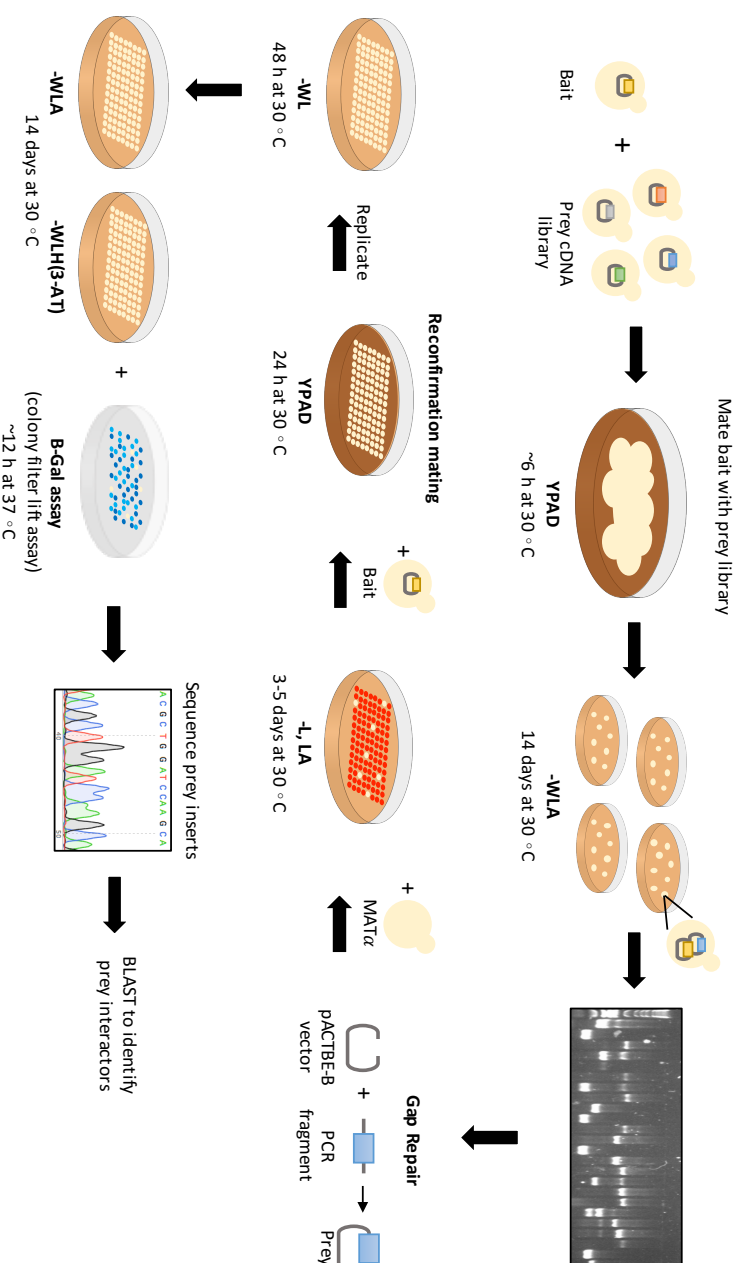 Mate bait with prey library
Bait
+
Prey cDNA
library
YPAD
~6 h at 30 °C
-WLA
14 days at 30 °C
Gap Repair
pACTBE-B
vector
+
PCR
fragment
Prey
+
MATα
-L, LA
3-5 days at 30 °C
+
Bait
Reconfirmation mating
YPAD
24 h at 30 °C
Replicate
-WL
48 h at 30 °C
-WLA
-WLH(3-AT)
14 days at 30 °C
+
B-Gal assay
(colony filter lift assay)
~12 h at 37 °C
Sequence prey inserts
A C G C T G G A T C C A A G C A
40
50
BLAST to identify
prey interactors